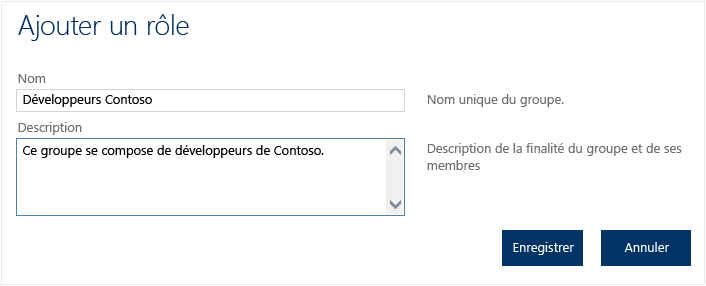 Ajouter un rôle
Nom
Développeurs Contoso
Nom unique du groupe.
Description
Ce groupe se compose de développeurs de Contoso.
Description de la finalité du groupe et de ses
membres
Enregistrer
Annuler